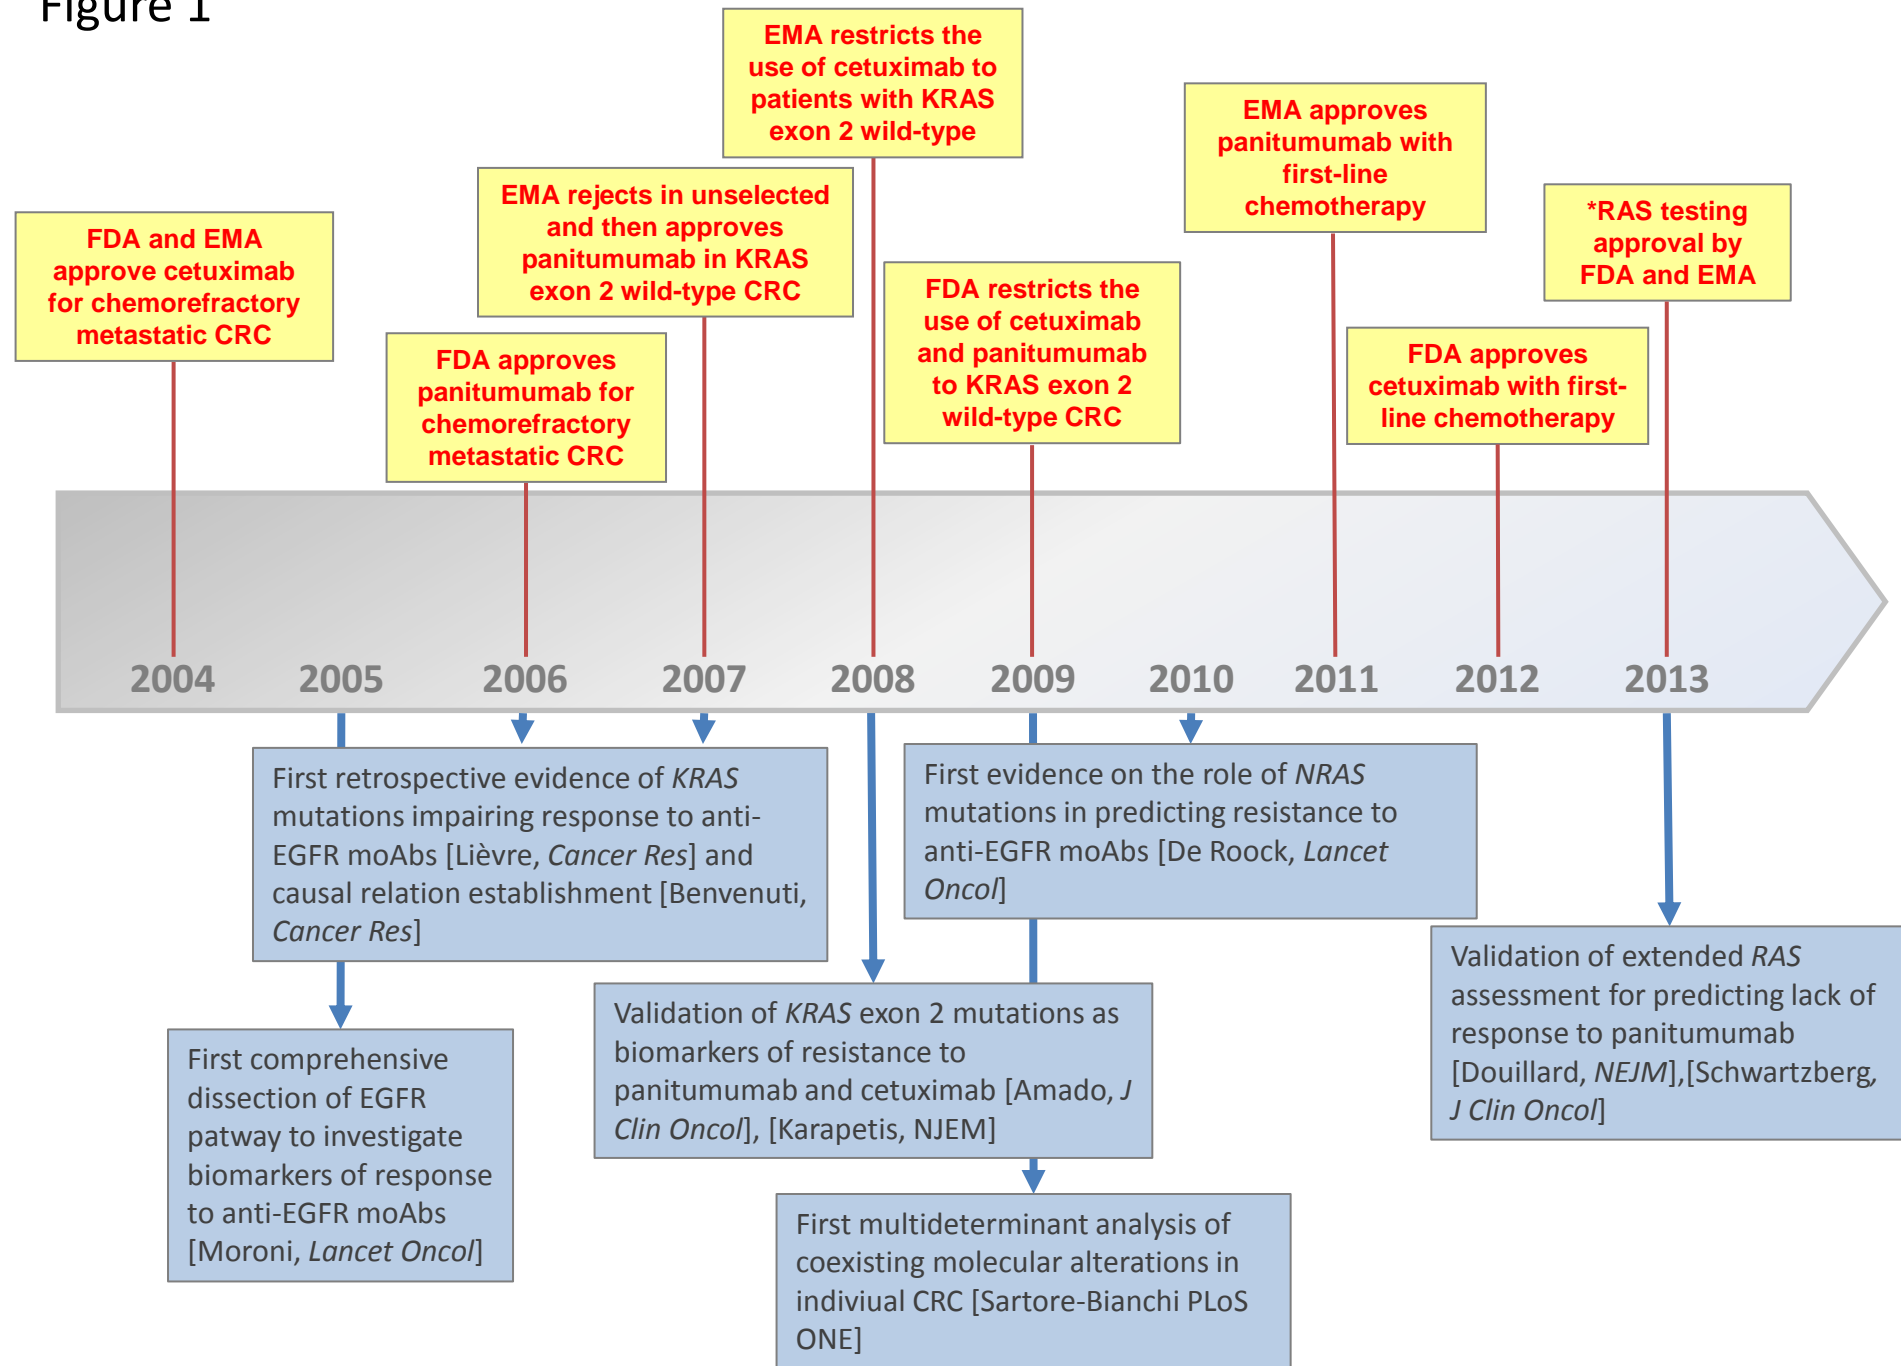 Figure 1
EMA restricts the
use of cetuximab to
patients with KRAS
exon 2 wild-type
EMA approves
panitumumab with
first-line
chemotherapy
EMA rejects in unselected
and then approves
panitumumab in KRAS
exon 2 wild-type CRC
*RAS testing
approval by
FDA and EMA
FDA and EMA
approve cetuximab
for chemorefractory
metastatic CRC
FDA restricts the
use of cetuximab
and panitumumab
to KRAS exon 2
wild-type CRC
FDA approves
panitumumab for
chemorefractory
metastatic CRC
FDA approves
cetuximab with first-
line chemotherapy
2004 2005 2006 2007 2008 2009 2010 2011 2012 2013
First retrospective evidence of KRAS
mutations impairing response to anti-
EGFR moAbs [Lièvre, Cancer Res] and
causal relation establishment [Benvenuti,
Cancer Res]
First evidence on the role of NRAS
mutations in predicting resistance to
anti-EGFR moAbs [De Roock, Lancet
Oncol]
Validation of extended RAS
assessment for predicting lack of
response to panitumumab
[Douillard, NEJM],[Schwartzberg,
J Clin Oncol]
Validation of KRAS exon 2 mutations as
biomarkers of resistance to
panitumumab and cetuximab [Amado, J
Clin Oncol], [Karapetis, NJEM]
First comprehensive
dissection of EGFR
patway to investigate
biomarkers of response
to anti-EGFR moAbs
[Moroni, Lancet Oncol]
First multideterminant analysis of
coexisting molecular alterations in
indiviual CRC [Sartore-Bianchi PLoS
ONE]